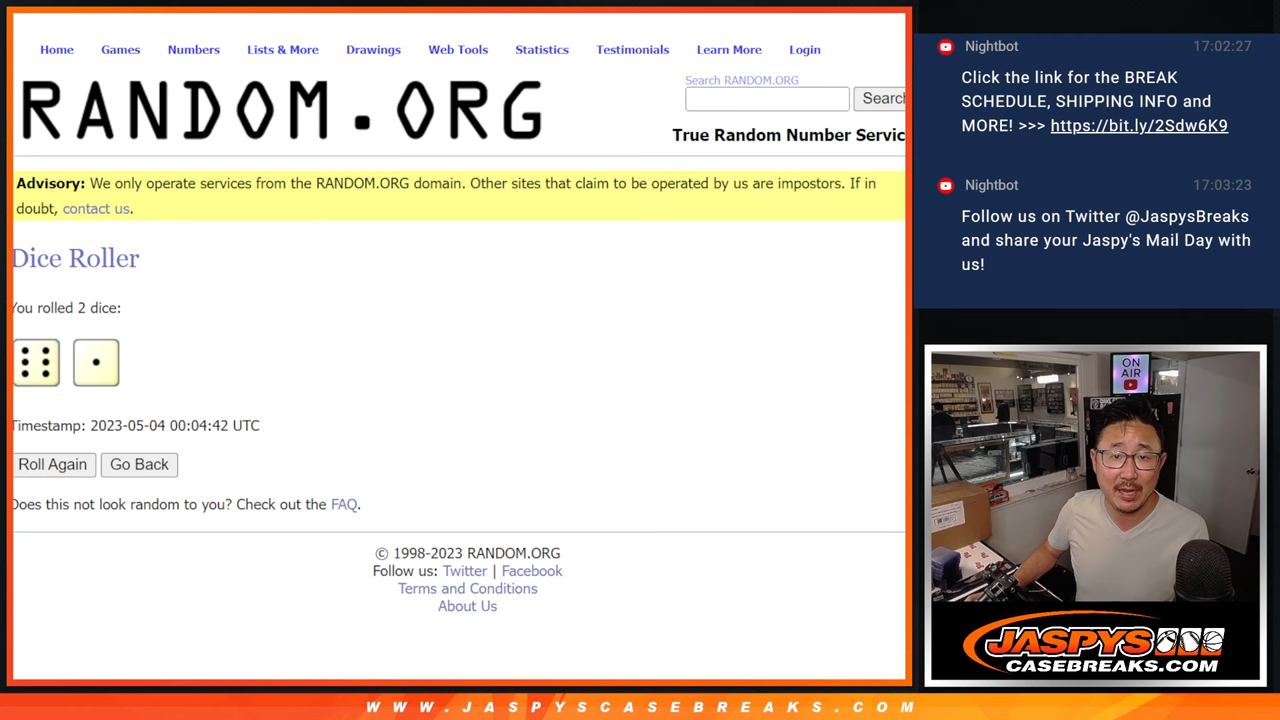 Home Games Numbers Lists & More Drawings Web Tools Statistics Testimonials Learn More Login
RANDOM.ORG
Search RANDOM.ORG
Search
True Random Number Servic
Advisory: We only operate services from the RANDOM.ORG domain. Other sites that claim to be operated by us are impostors. If in
doubt, contact us.
Dice Roller
You rolled 2 dice:
Timestamp: 2023-05-04 00:04:42 UTC
Roll Again Go Back
Does this not look random to you? Check out the FAQ.
© 1998-2023 RANDOM.ORG
Follow us: Twitter | Facebook
Terms and Conditions
About Us
Nightbot 17:02:27
Click the link for the BREAK
SCHEDULE, SHIPPING INFO and
MORE! >>> https://bit.ly/2Sdw6K9
Nightbot 17:03:23
Follow us on Twitter @JaspysBreaks
and share your Jaspy's Mail Day with
us!
ON
AIR
JASPYS
CASEBREAKS.COM
WWW.JASPYSCASEBREAKS.COM